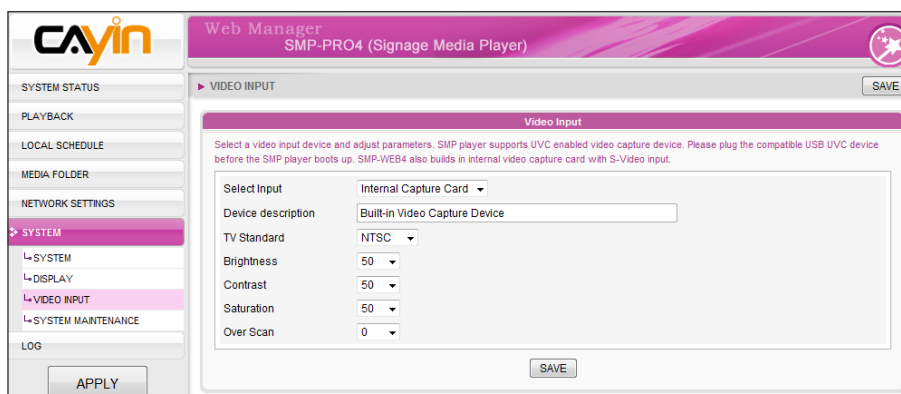 CAYIN
Web Manager
SMP-PRO4 (Signage Media Player)
SYSTEM STATUS
PLAYBACK
LOCAL SCHEDULE
MEDIA FOLDER
NETWORK SETTINGS
SYSTEM
SYSTEM
DISPLAY
VIDEO INPUT
SYSTEM MAINTENANCE
LOG
APPLY
VIDEO INPUT
SAVE
Video Input
Select a video input device and adjust parameters. SMP player supports UVC enabled video capture device. Please plug the compatible USB UVC device
before the SMP player boots up. SMP-WEB4 also builds in internal video capture card with S-Video input.
Select Input Internal Capture Card
Device description Built-in Video Capture Device
TV Standard NTSC
Brightness 50
Contrast 50
Saturation 50
Over Scan 0
SAVE